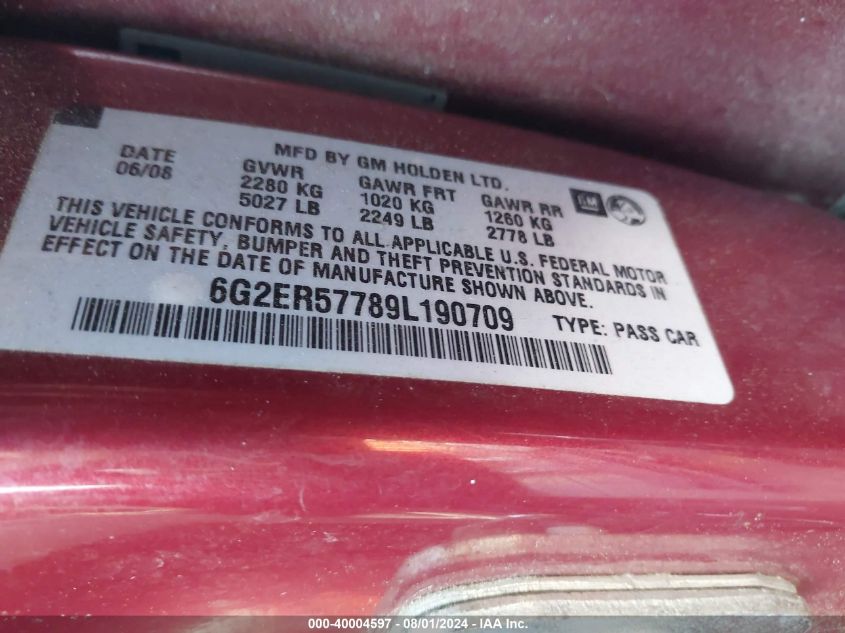 MFD BY GM HOLDEN LTD.
DATE GVWR GAWR FRT GAWR RR GM
06/08 2280 KG 1020 KG 1260 KG
5027 LB 2249 LB 2778 LB
THIS VEHICLE CONFORMS TO ALL APPLICABLE U.S. FEDERAL MOTOR
VEHICLE SAFETY, BUMPER AND THEFT PREVENTION STANDARDS IN
EFFECT ON THE DATE OF MANUFACTURE SHOWN ABOVE.
6G2ER57789L190709 TYPE: PASS CAR
000-40004597 - 08/01/2024 - IAA Inc.